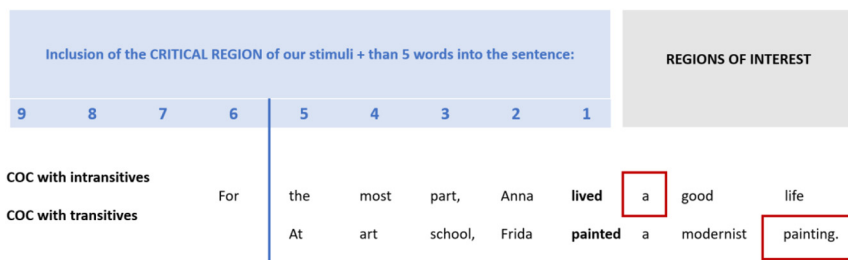 Inclusion of the CRITICAL REGION of our stimuli + than 5 words into the sentence:
REGIONS OF INTEREST
9 8 7 6 5 4 3 2 1
COC with intransitives
For the most part, Anna lived a good life
COC with transitives
At art school, Frida painted a modernist painting.